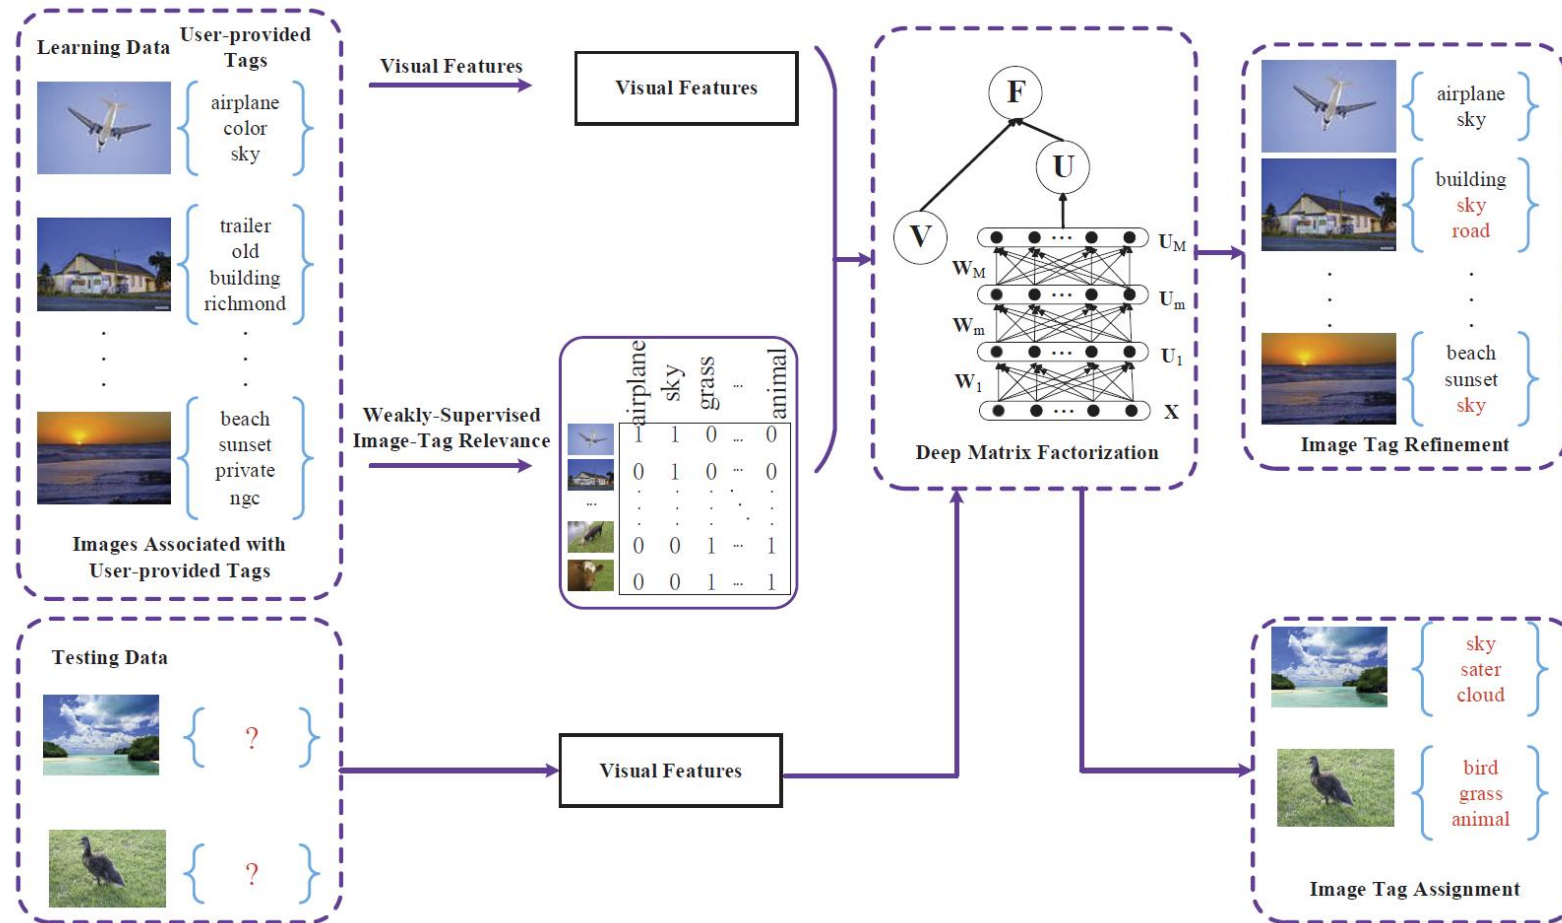 Learning Data
User-provided
Tags
airplane
color
sky
trailer
old
building
richmond
beach
sunset
private
ngc
Images Associated with
User-provided Tags
Visual Features
Visual Features
Weakly-Supervised
Image-Tag Relevance
airplane
sky
grass
...
animal
1 1 0 ... 0
0 1 0 ... 0
...
0 0 1 ... 1
0 0 1 ... 1
F
U
V
U_M
W_M
U_m
W_m
U_1
W_1
X
Deep Matrix Factorization
airplane
sky
building
sky
road
beach
sunset
sky
Image Tag Refinement
Testing Data
?
?
Visual Features
sky
sater
cloud
bird
grass
animal
Image Tag Assignment